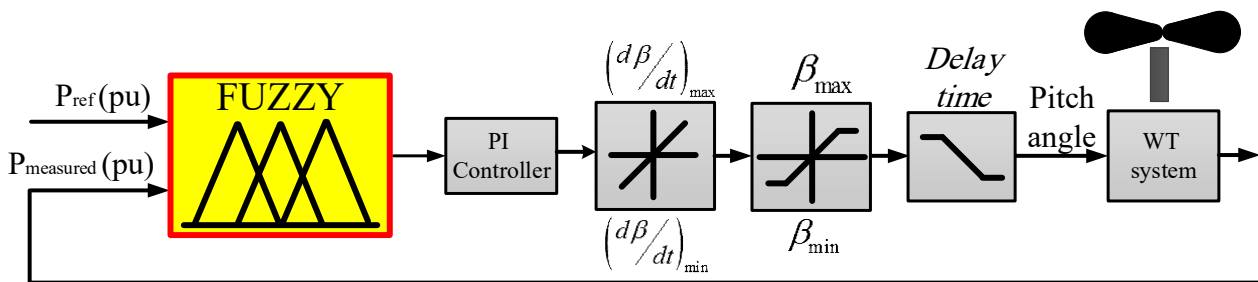 Pref (pu)
Pmeasured (pu)
FUZZY
PI
Controller
(dβ/dt)max
(dβ/dt)min
βmax
βmin
Delay
time
Pitch
angle
WT
system